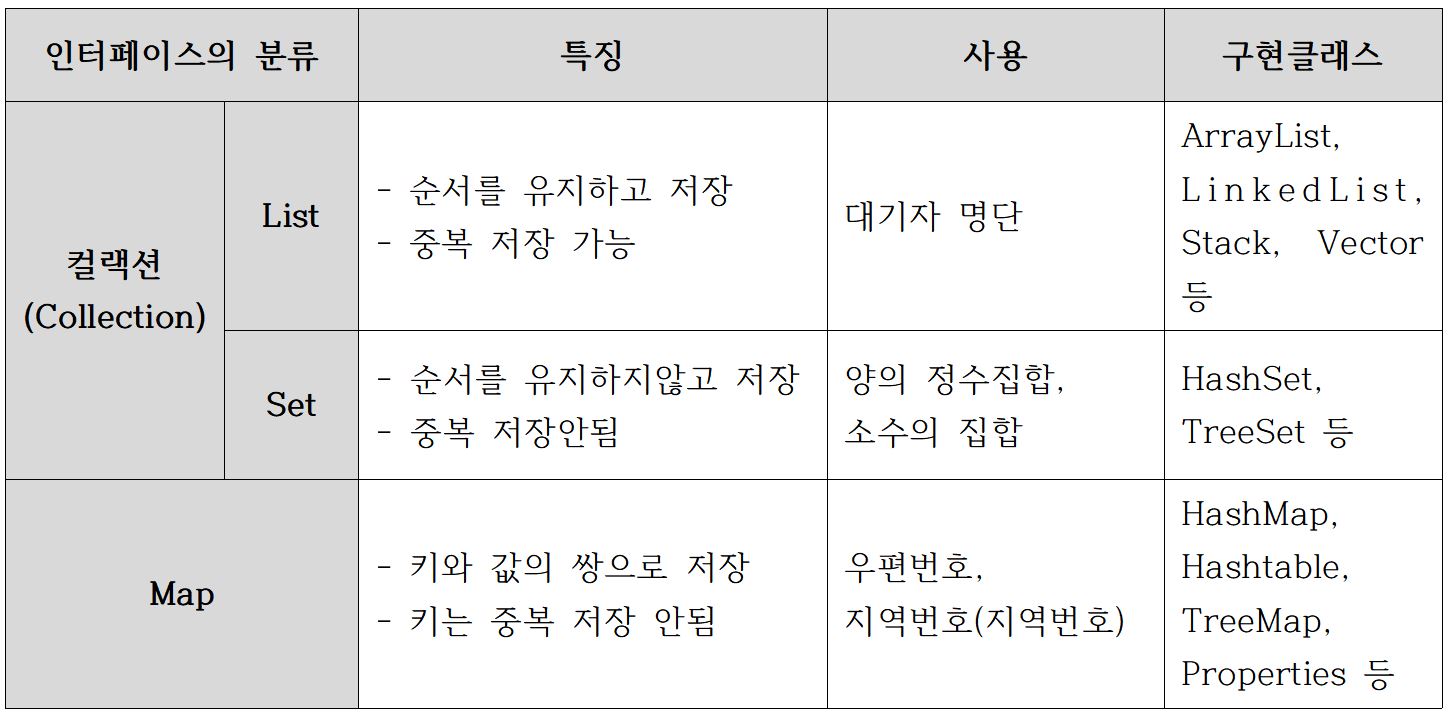 인터페이스의 분류
특징
사용
구현클래스
컬랙션
(Collection)
List
- 순서를 유지하고 저장
- 중복 저장 가능
대기자 명단
ArrayList,
LinkedList,
Stack, Vector
등
Set
- 순서를 유지하지않고 저장
- 중복 저장안됨
양의 정수집합,
소수의 집합
HashSet,
TreeSet 등
Map
- 키와 값의 쌍으로 저장
- 키는 중복 저장 안됨
우편번호,
지역번호(지역번호)
HashMap,
Hashtable,
TreeMap,
Properties 등